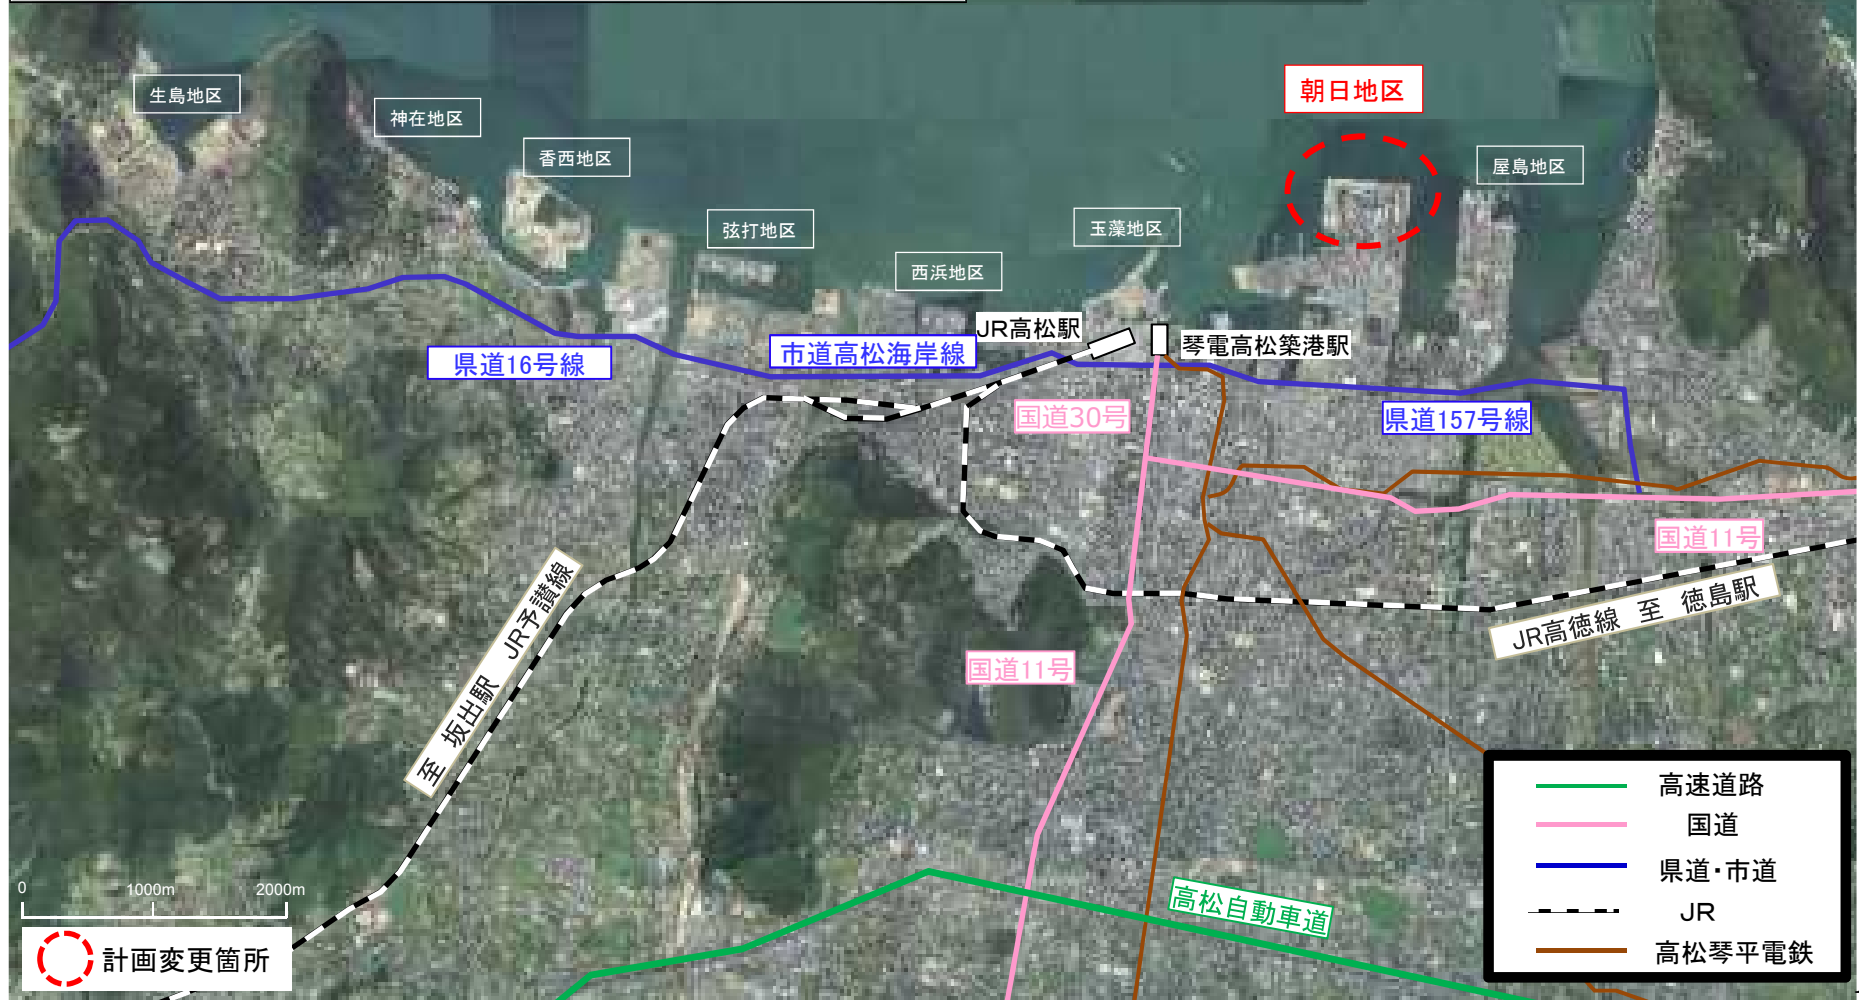 生島地区
神在地区
香西地区
弦打地区
西浜地区
玉藻地区
朝日地区
屋島地区
JR高松駅
琴電高松築港駅
県道16号線
市道高松海岸線
国道30号
県道157号線
国道11号
至 坂出駅 JR予讃線
JR高徳線 至 徳島駅
国道11号
高松自動車道
0 1000m 2000m
計画変更箇所
高速道路
国道
県道・市道
JR
高松琴平電鉄